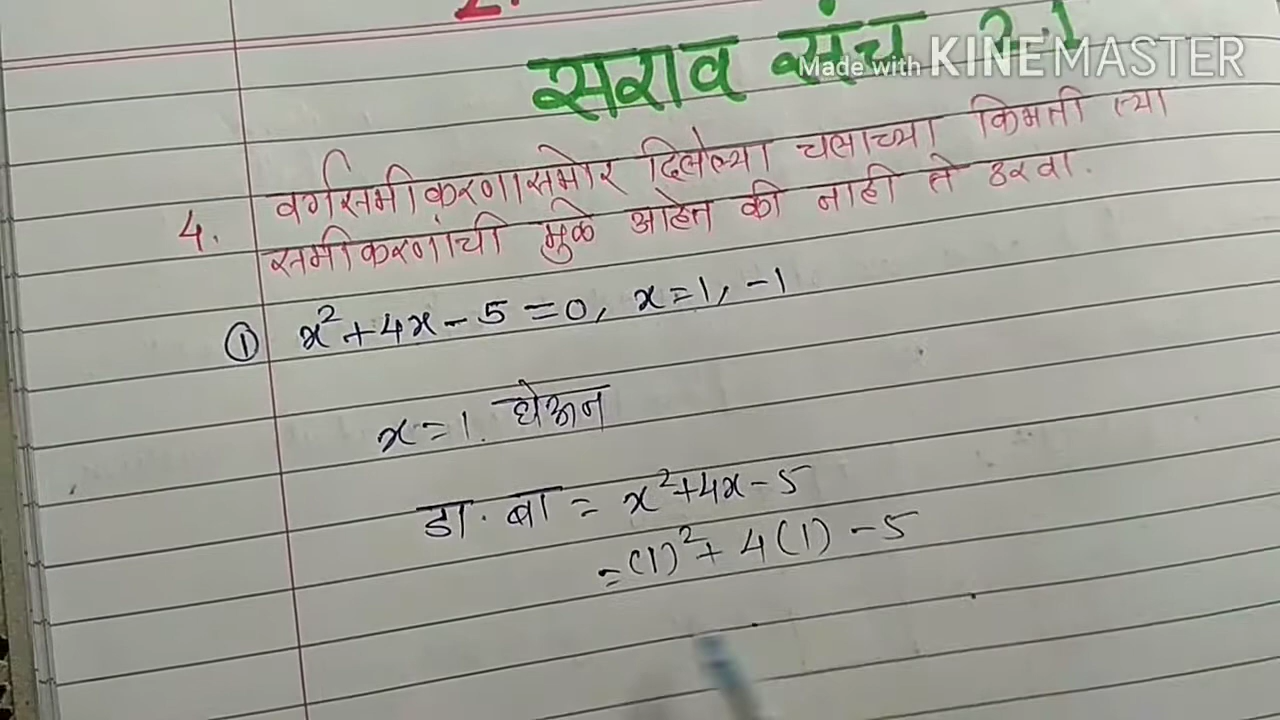 सराव संच 2.1
Made with KINEMASTER
4. वर्गसमीकरणासमोर दिलेल्या चलाच्या किमती त्या
समीकरणांची मुळे आहेत की नाही ते ठरवा.
① x²+4x-5=0, x=1, -1
x=1. घेऊन
डा. बा = x²+4x-5
=(1)²+4(1)-5